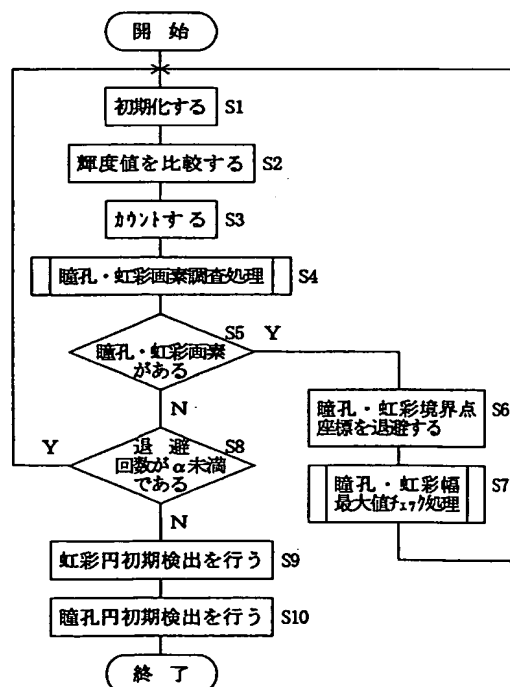 開 始
初期化する S1
輝度値を比較する S2
ｶｳﾝﾄする S3
瞳孔・虹彩画素調査処理 S4
S5 Y
瞳孔・虹彩画素
がある
N
瞳孔・虹彩境界点
座標を退避する
S6
瞳孔・虹彩幅
最大値ﾁｪｯｸ処理
S7
Y
退 避 S8
回数がα未満
である
N
虹彩円初期検出を行う S9
瞳孔円初期検出を行う S10
終 了